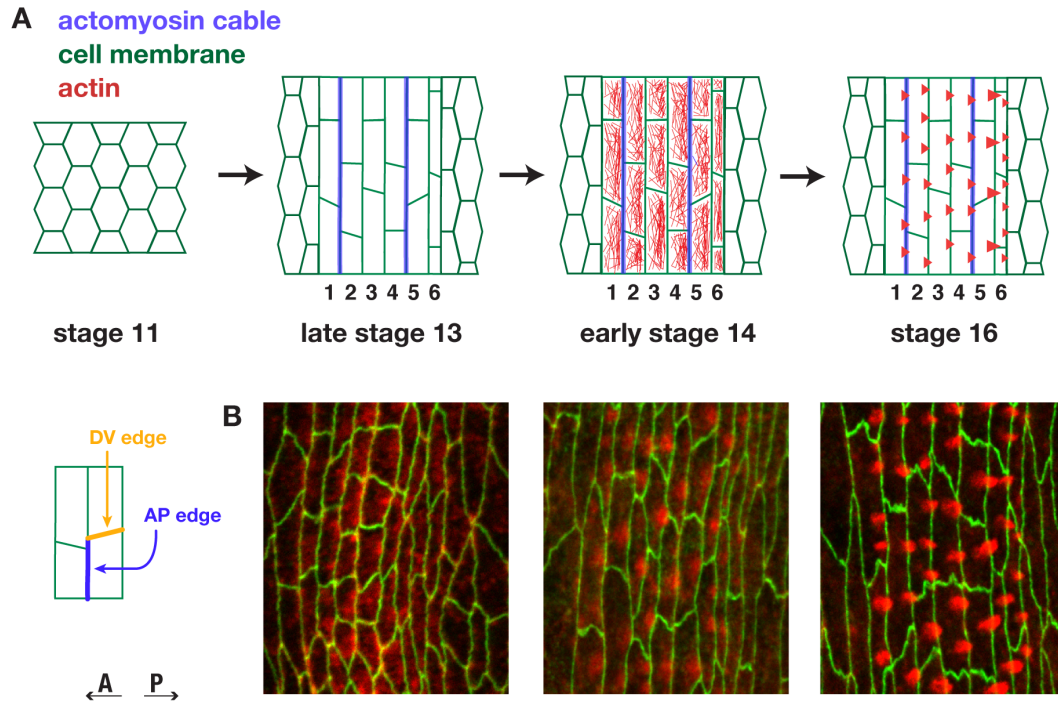 A
actomyosin cable
cell membrane
actin
1 2 3 4 5 6
1 2 3 4 5 6
1 2 3 4 5 6
stage 11
late stage 13
early stage 14
stage 16
B
DV edge
AP edge
A P